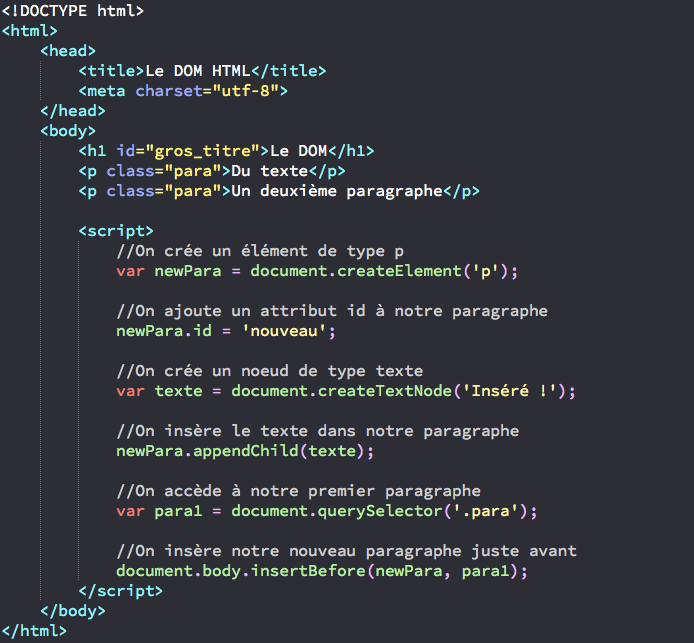 <!DOCTYPE html>
<html>
<head>
<title>Le DOM HTML</title>
<meta charset="utf-8">
</head>
<body>
<h1 id="gros_titre">Le DOM</h1>
<p class="para">Du texte</p>
<p class="para">Un deuxième paragraphe</p>
<script>
//On crée un élément de type p
var newPara = document.createElement('p');
//On ajoute un attribut id à notre paragraphe
newPara.id = 'nouveau';
//On crée un noeud de type texte
var texte = document.createTextNode('Inséré !');
//On insère le texte dans notre paragraphe
newPara.appendChild(texte);
//On accède à notre premier paragraphe
var para1 = document.querySelector('.para');
//On insère notre nouveau paragraphe juste avant
document.body.insertBefore(newPara, para1);
</script>
</body>
</html>